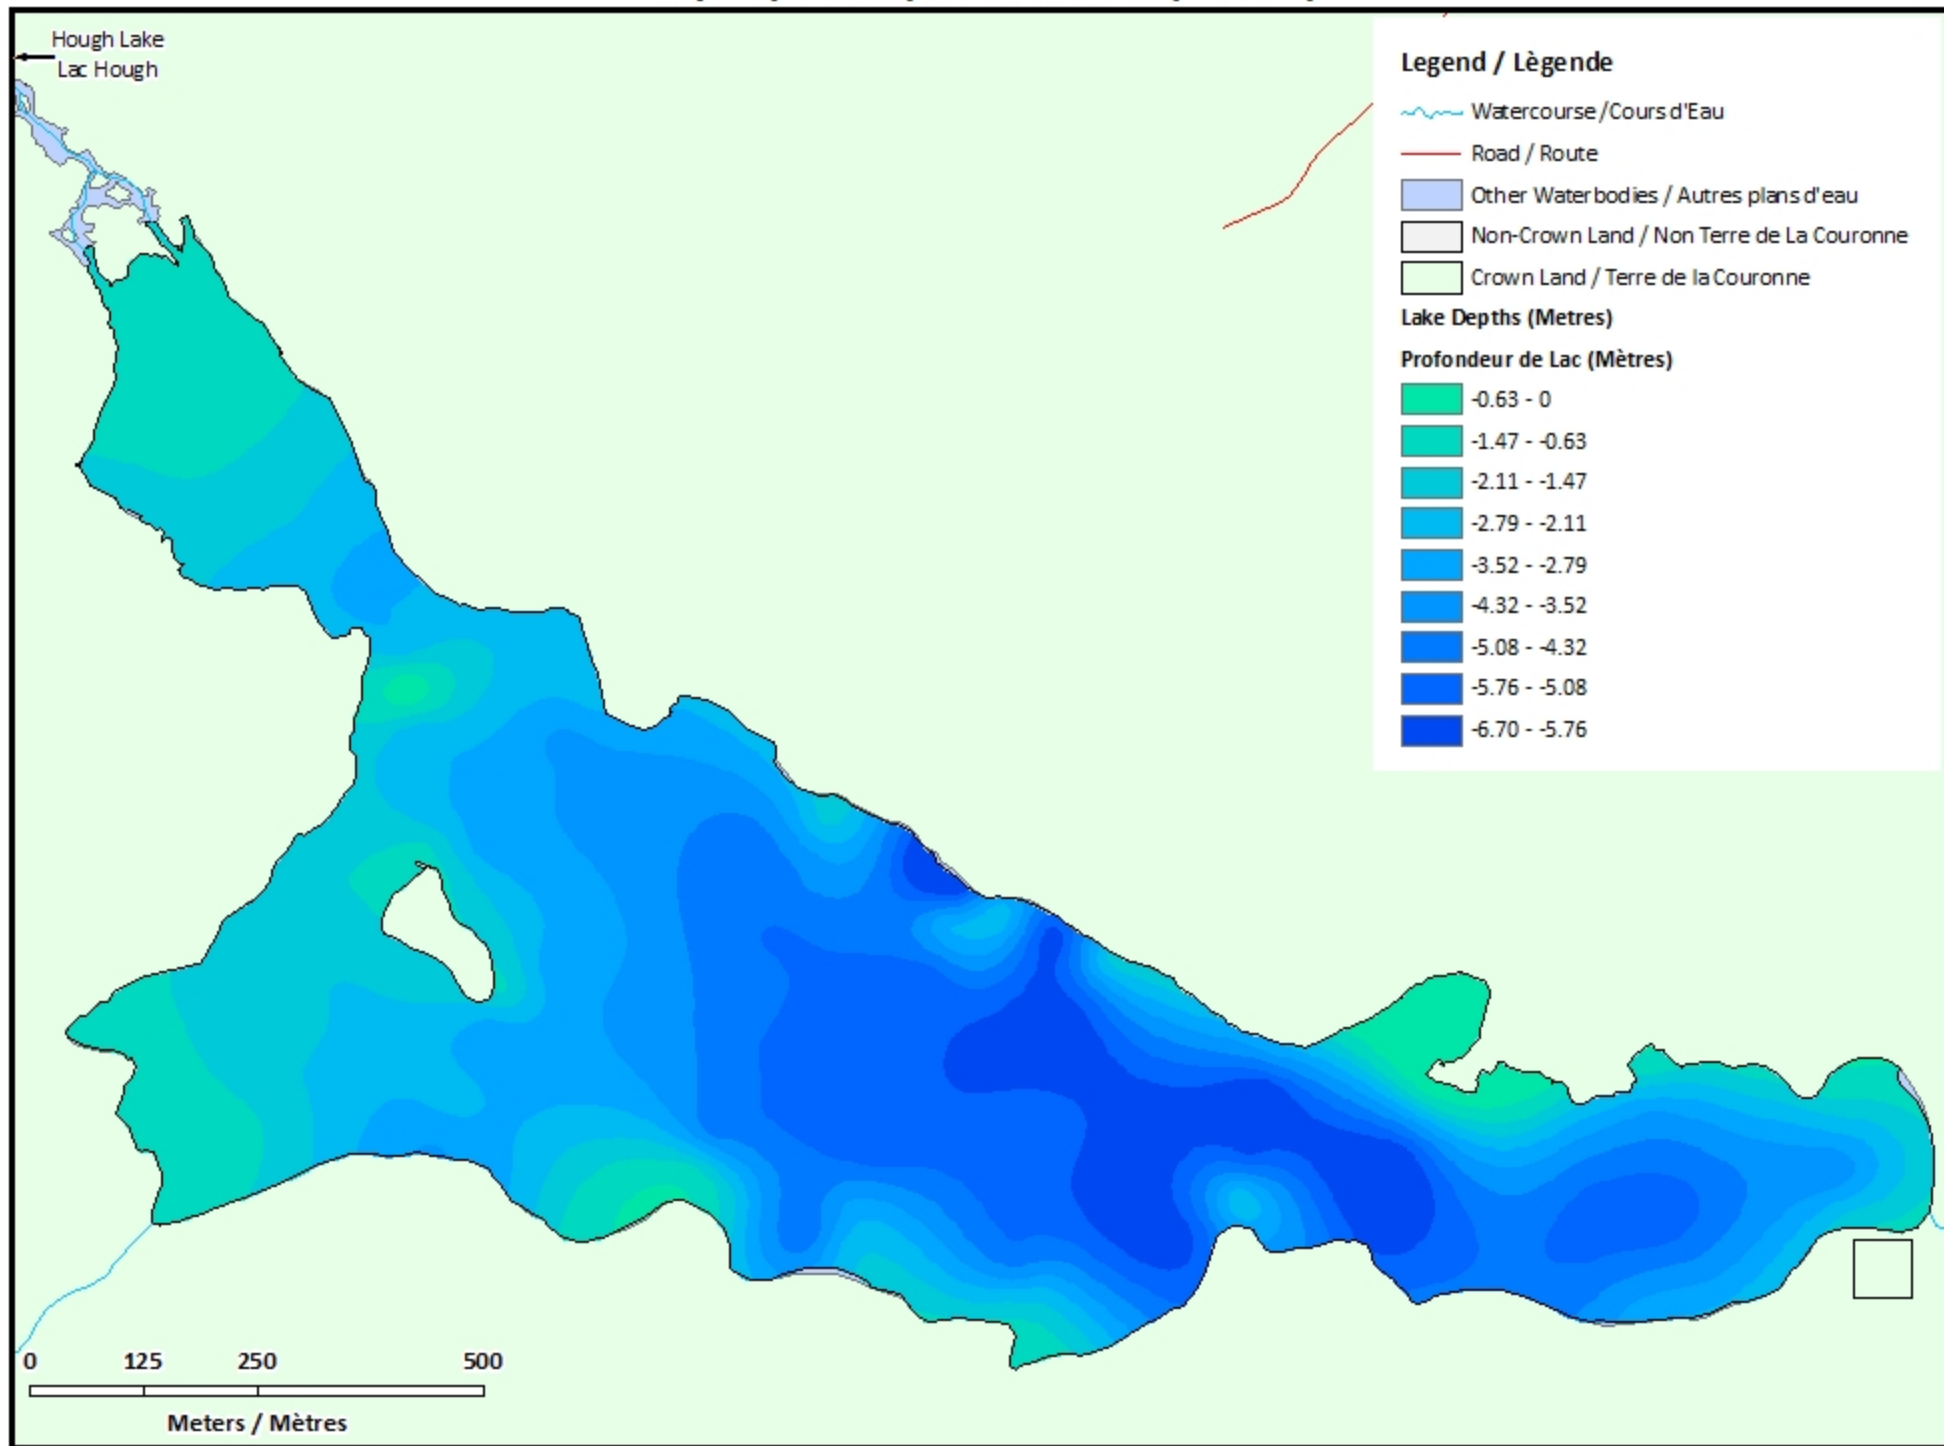 Hough Lake
Lac Hough
Legend / Lègende
Watercourse / Cours d'Eau
Road / Route
Other Waterbodies / Autres plans d'eau
Non-Crown Land / Non Terre de La Couronne
Crown Land / Terre de la Couronne
Lake Depths (Metres)
Profondeur de Lac (Mètres)
-0.63 - 0
-1.47 - -0.63
-2.11 - -1.47
-2.79 - -2.11
-3.52 - -2.79
-4.32 - -3.52
-5.08 - -4.32
-5.76 - -5.08
-6.70 - -5.76
0 125 250 500
Meters / Mètres